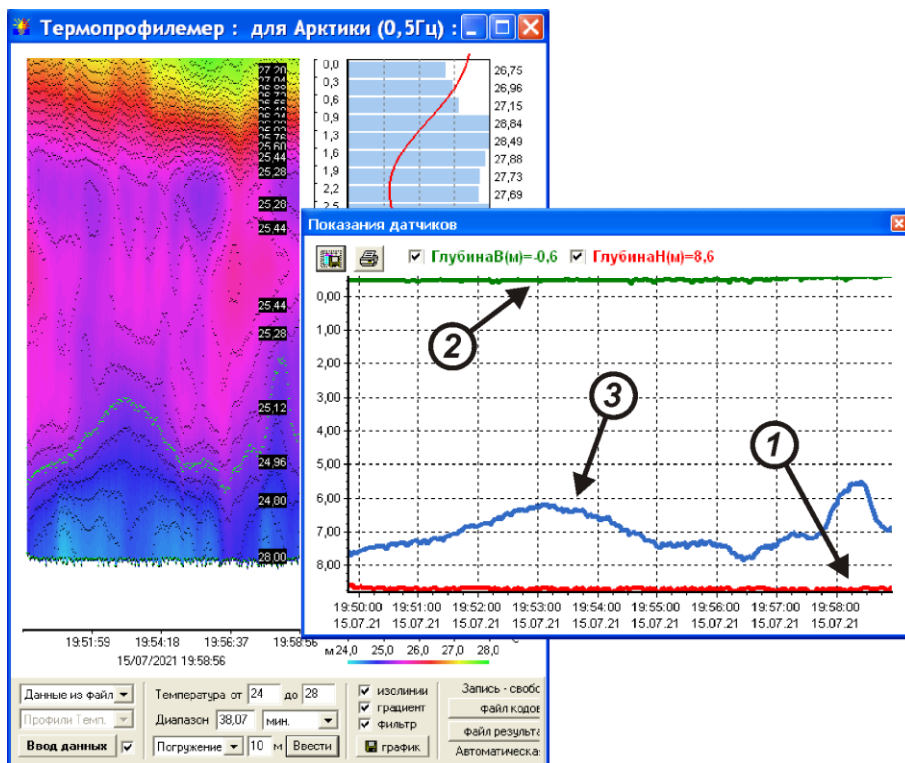 Термопрофилемер : для Арктики (0,5Гц) :
27,20
25,76
25,60
25,44
25,28
25,28
25,44
25,44
25,28
25,12
24,96
24,80
28,00
0,0
0,3
0,6
0,9
1,3
1,6
1,9
2,2
2,5
26,75
26,96
27,15
28,84
28,49
27,88
27,73
27,69
Показания датчиков
ГлубинаВ(м)=-0,6 ГлубинаН(м)=8,6
0,00
1,00
2,00
3,00
4,00
5,00
6,00
7,00
8,00
2
3
1
19:50:00 19:51:00 19:52:00 19:53:00 19:54:00 19:55:00 19:56:00 19:57:00 19:58:00
15.07.21 15.07.21 15.07.21 15.07.21 15.07.21 15.07.21 15.07.21 15.07.21 15.07.21
19:51:59 19:54:18 19:56:37 19:58:56
15/07/2021 19:58:56
м 24,0 25,0 26,0 27,0 28,0
Данные из файл
Профили Темп.
Ввод данных
Температура от 24 до 28
Диапазон 38,07 мин.
Погружение 10 м Ввести
изолинии
градиент
фильтр
график
Запись - свобо
файл кодов
файл результа
Автоматическая